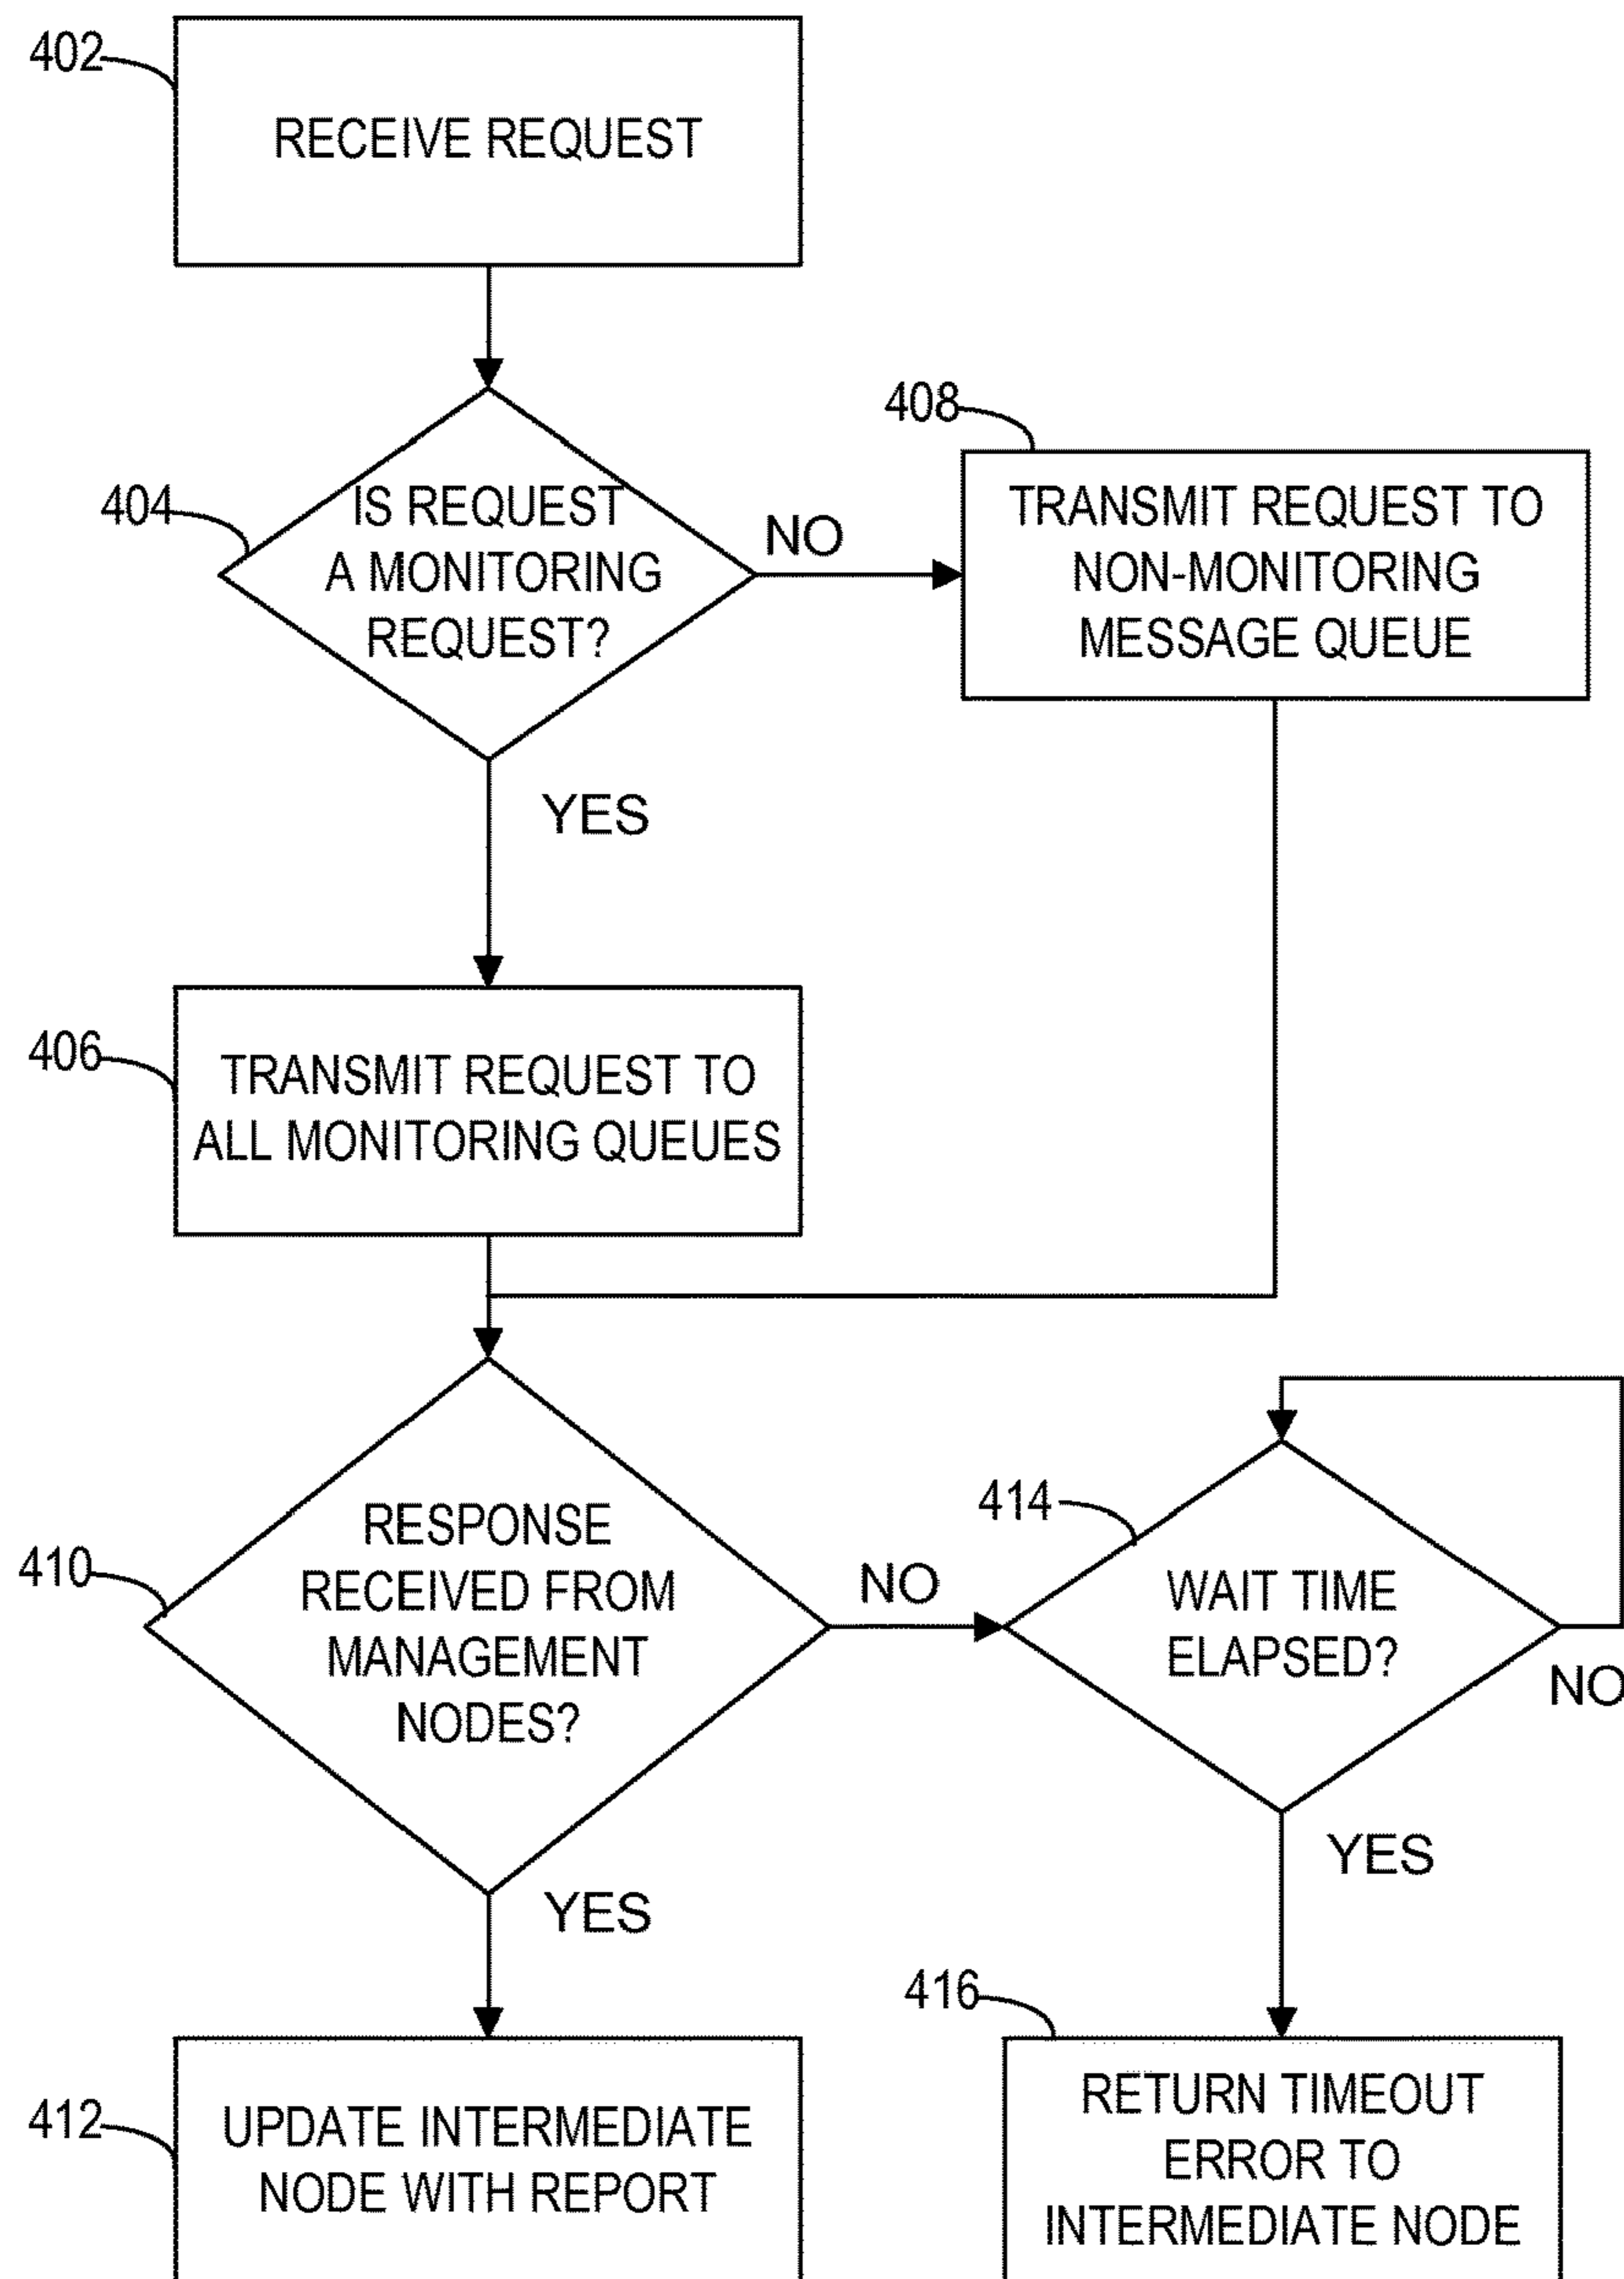 402
RECEIVE REQUEST
404
IS REQUEST
A MONITORING
REQUEST?
NO
408
TRANSMIT REQUEST TO
NON-MONITORING
MESSAGE QUEUE
YES
406
TRANSMIT REQUEST TO
ALL MONITORING QUEUES
410
RESPONSE
RECEIVED FROM
MANAGEMENT
NODES?
NO
414
WAIT TIME
ELAPSED?
NO
YES
YES
412
UPDATE INTERMEDIATE
NODE WITH REPORT
416
RETURN TIMEOUT
ERROR TO
INTERMEDIATE NODE